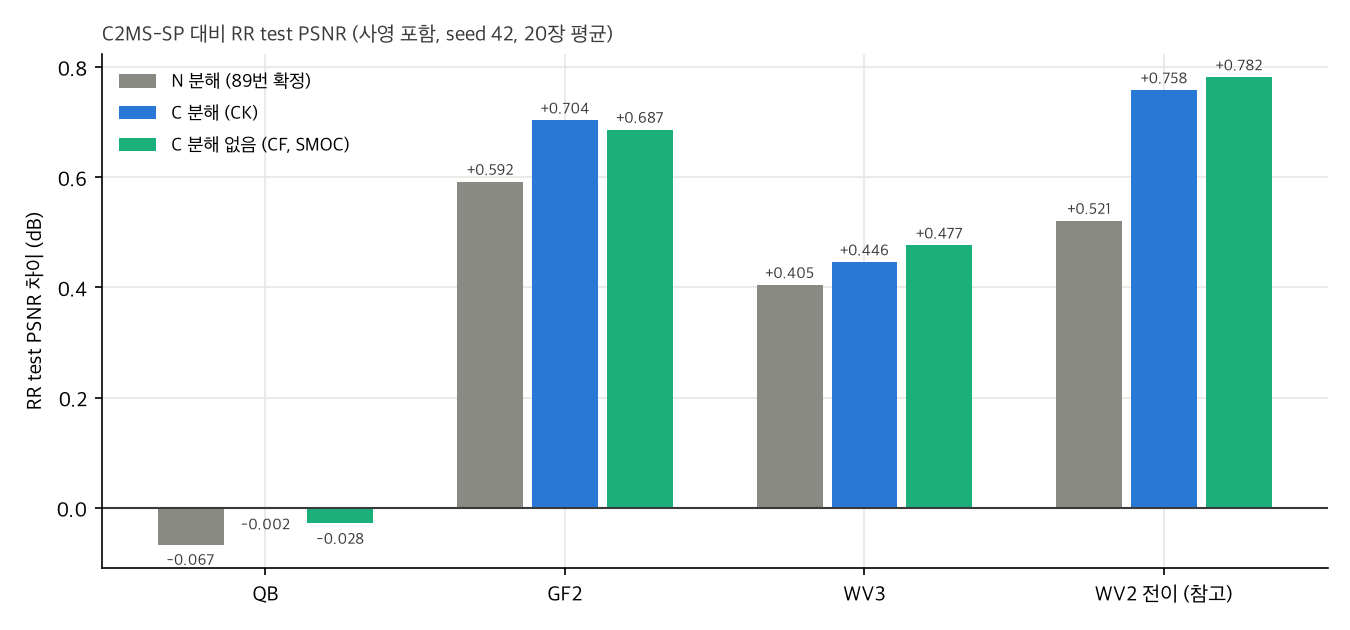 C2MS-SP 대비 RR test PSNR (사영 포함, seed 42, 20장 평균)
N 분해 (89번 확정)
C 분해 (CK)
C 분해 없음 (CF, SMOC)
RR test PSNR 차이 (dB)
0.8
0.6
0.4
0.2
0.0
-0.067
-0.002
-0.028
+0.592
+0.704
+0.687
+0.405
+0.446
+0.477
+0.521
+0.758
+0.782
QB
GF2
WV3
WV2 전이 (참고)